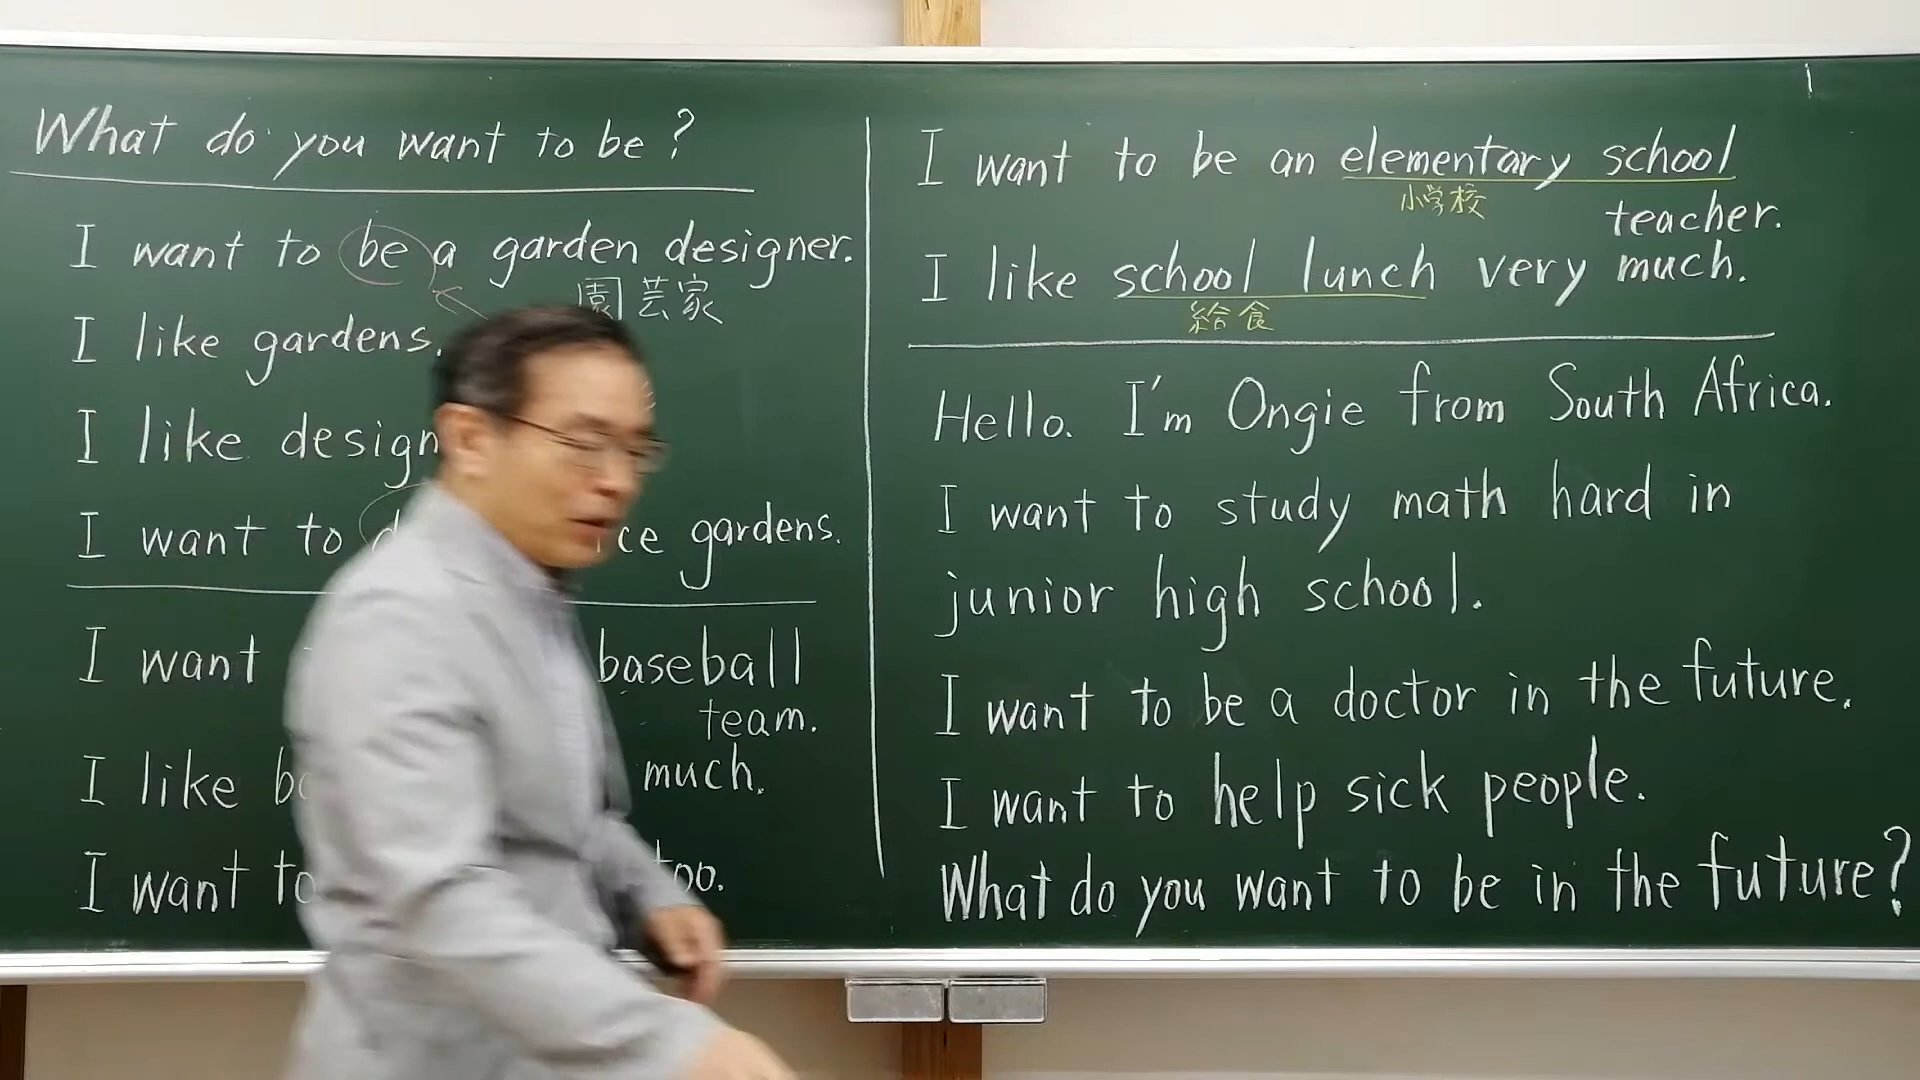 What do you want to be?
I want to be a garden designer.
園芸家
I like gardens.
I like
I want to gardens.
I want baseball
team.
I like much.
I want to too.
I want to be an elementary school
小学校
teacher.
I like school lunch very much.
給食
Hello. I'm Ongie from South Africa.
I want to study math hard in
junior high school.
I want to be a doctor in the future.
I want to help sick people.
What do you want to be in the future?